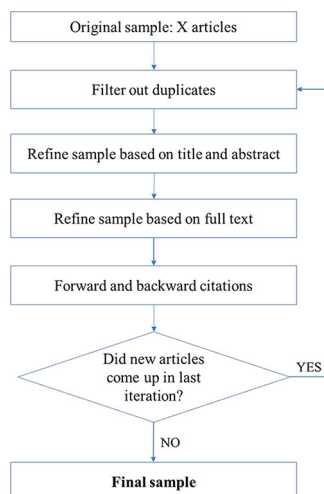 Original sample: X articles
Filter out duplicates
Refine sample based on title and abstract
Refine sample based on full text
Forward and backward citations
Did new articles
come up in last
iteration?
YES
NO
Final sample